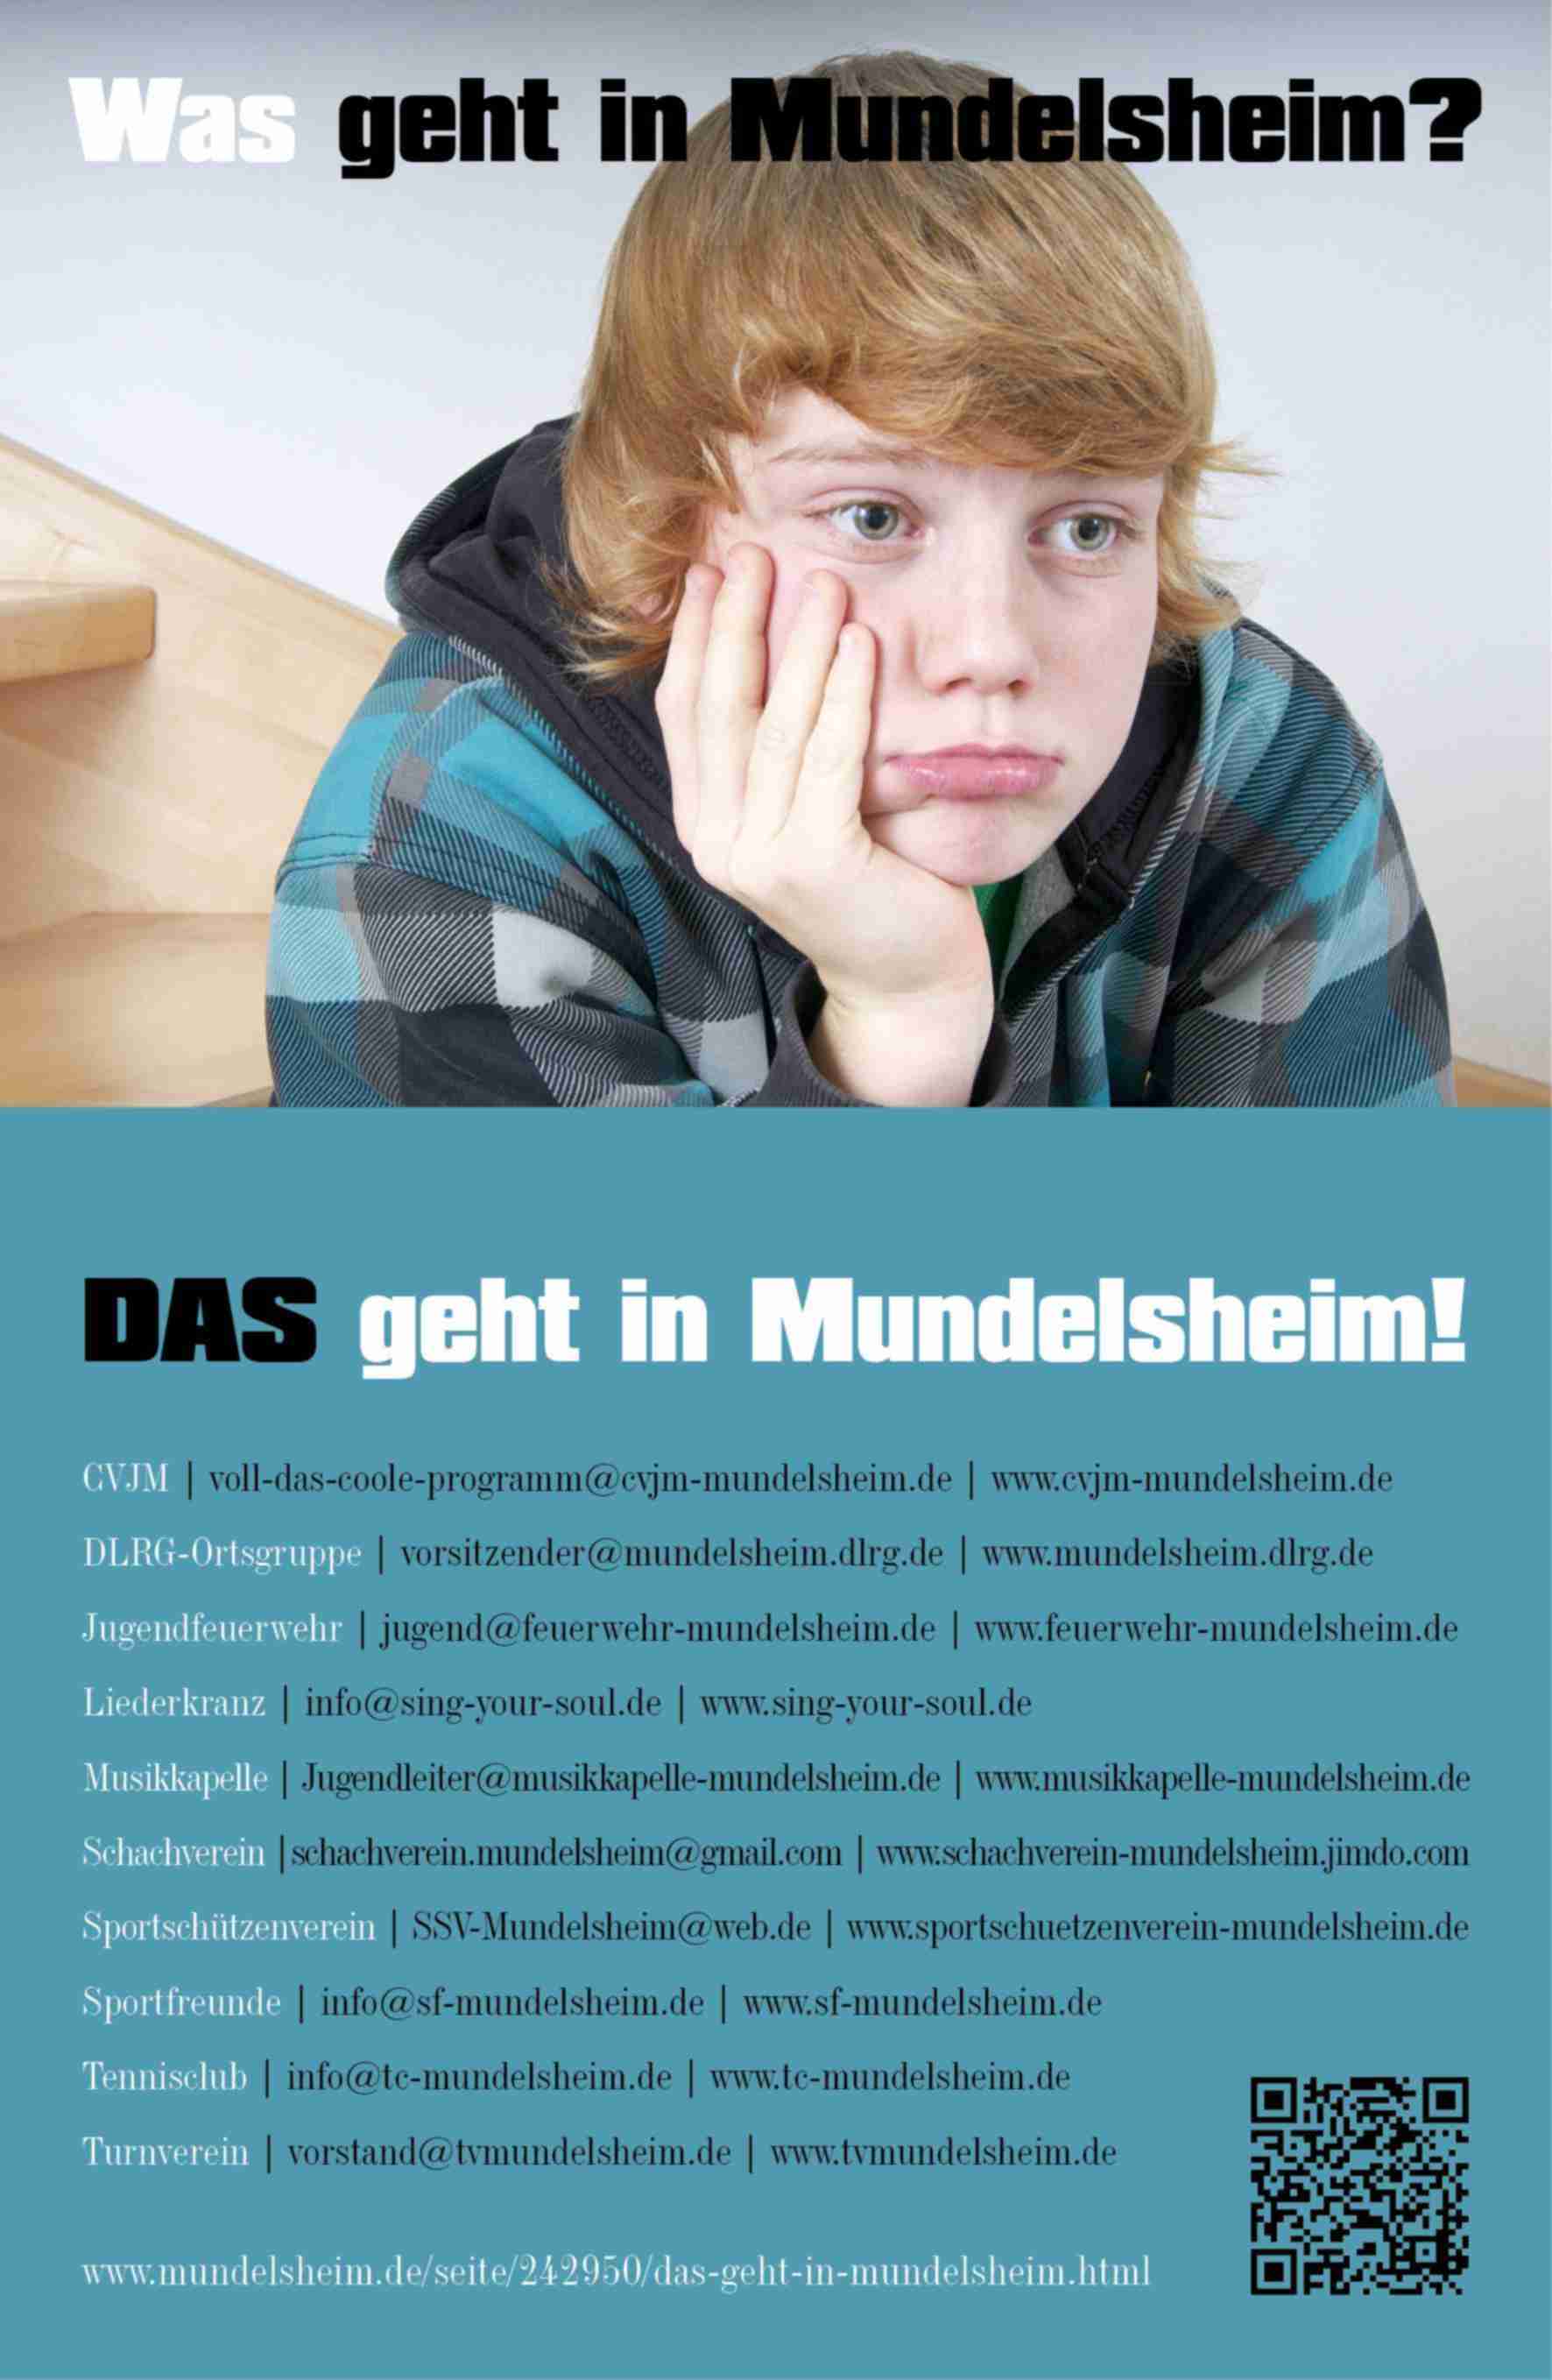 Was geht in Mundelsheim?
DAS geht in Mundelsheim!
CVJM | voll-das-coole-programm@cvjm-mundelsheim.de | www.cvjm-mundelsheim.de
DLRG-Ortsgruppe | vorsitzender@mundelsheim.dlrg.de | www.mundelsheim.dlrg.de
Jugendfeuerwehr | jugend@feuerwehr-mundelsheim.de | www.feuerwehr-mundelsheim.de
Liederkranz | info@sing-your-soul.de | www.sing-your-soul.de
Musikkapelle | Jugendleiter@musikkapelle-mundelsheim.de | www.musikkapelle-mundelsheim.de
Schachverein |schachverein.mundelsheim@gmail.com | www.schachverein-mundelsheim.jimdo.com
Sportschützenverein | SSV-Mundelsheim@web.de | www.sportschuetzenverein-mundelsheim.de
Sportfreunde | info@sf-mundelsheim.de | www.sf-mundelsheim.de
Tennisclub | info@tc-mundelsheim.de | www.tc-mundelsheim.de
Turnverein | vorstand@tvmundelsheim.de | www.tvmundelsheim.de
www.mundelsheim.de/seite/242950/das-geht-in-mundelsheim.html